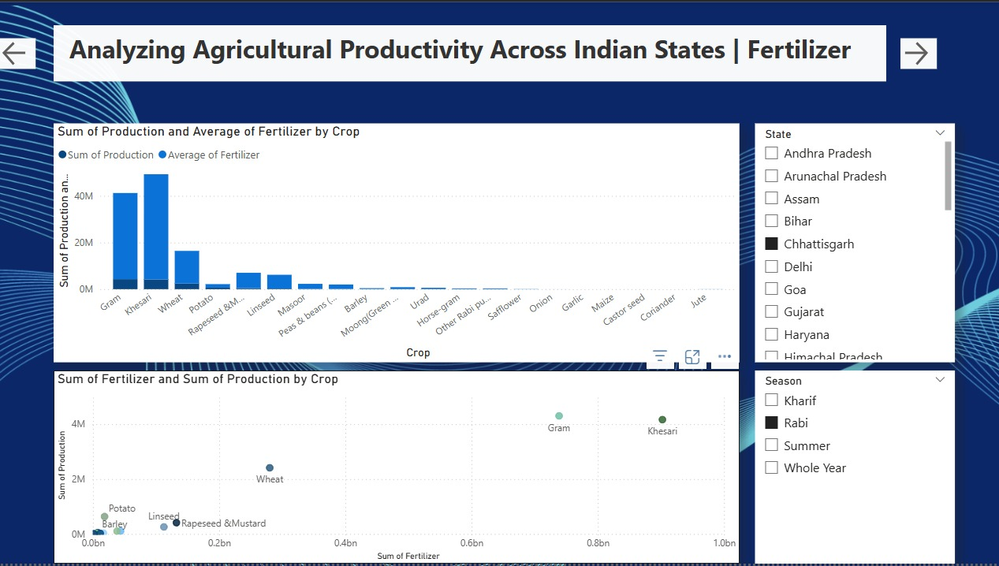 Analyzing Agricultural Productivity Across Indian States | Fertilizer
Sum of Production and Average of Fertilizer by Crop
Sum of Production Average of Fertilizer
Sum of Production an...
40M
20M
0M
Gram Khesari Wheat Potato Rapeseed &M... Linseed Masoor Peas & beans (... Barley Moong(Green ... Urad Horse-gram Other Rabi pu... Safflower Onion Garlic Maize Castor seed Coriander Jute
Crop
Sum of Fertilizer and Sum of Production by Crop
Sum of Production
4M
2M
0M
Gram
Khesari
Wheat
Potato
Linseed
Barley
Rapeseed &Mustard
0.0bn 0.2bn 0.4bn 0.6bn 0.8bn 1.0bn
Sum of Fertilizer
State
Andhra Pradesh
Arunachal Pradesh
Assam
Bihar
Chhattisgarh
Delhi
Goa
Gujarat
Haryana
Himachal Pradesh
Season
Kharif
Rabi
Summer
Whole Year